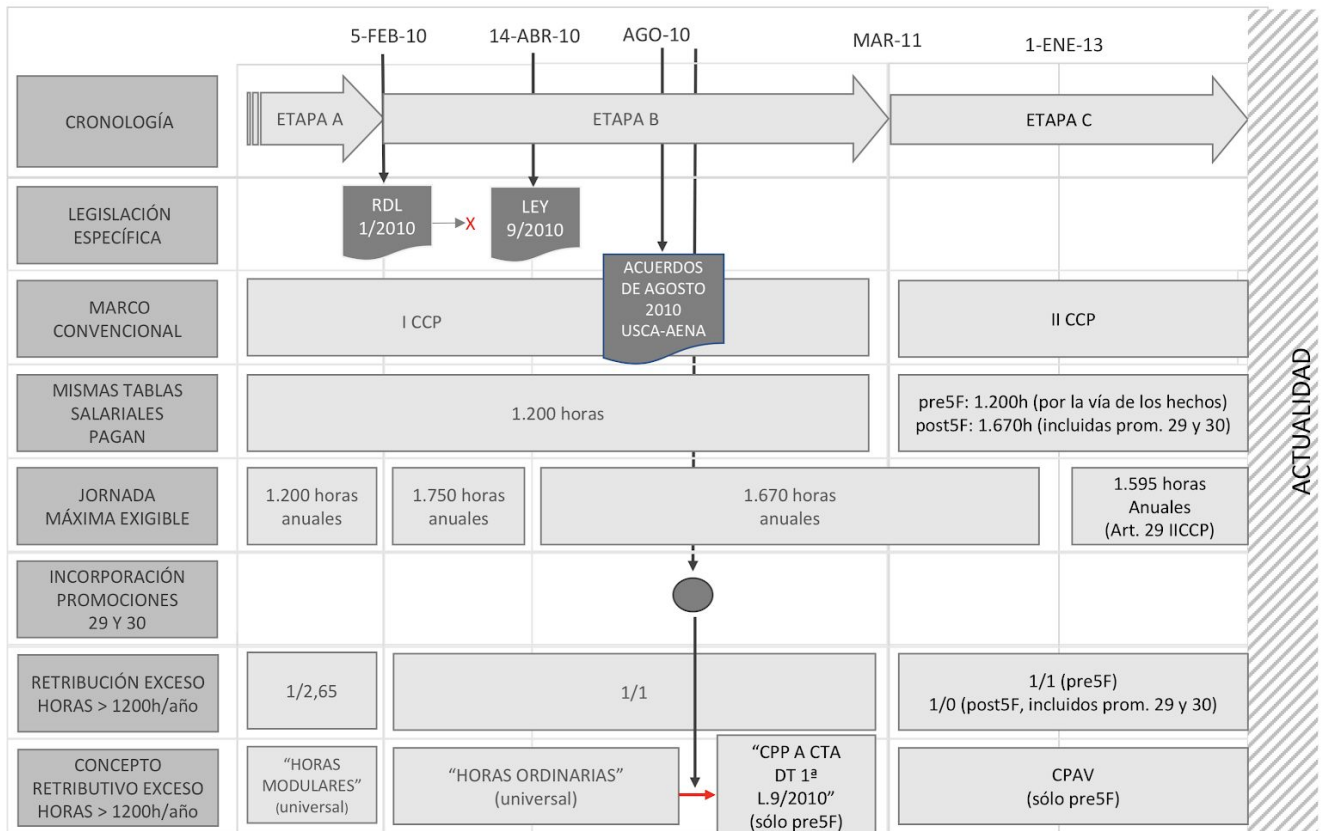 5-FEB-10
14-ABR-10
AGO-10
MAR-11
1-ENE-13
CRONOLOGÍA
ETAPA A
ETAPA B
ETAPA C
LEGISLACIÓN
ESPECÍFICA
RDL
1/2010
X
LEY
9/2010
MARCO
CONVENCIONAL
I CCP
ACUERDOS
DE AGOSTO
2010
USCA-AENA
II CCP
MISMAS TABLAS
SALARIALES
PAGAN
1.200 horas
pre5F: 1.200h (por la vía de los hechos)
post5F: 1.670h (incluidas prom. 29 y 30)
JORNADA
MÁXIMA EXIGIBLE
1.200 horas
anuales
1.750 horas
anuales
1.670 horas
anuales
1.595 horas
Anuales
(Art. 29 IICCP)
INCORPORACIÓN
PROMOCIONES
29 Y 30
RETRIBUCIÓN EXCESO
HORAS > 1200h/año
1/2,65
1/1
1/1 (pre5F)
1/0 (post5F, incluidos prom. 29 y 30)
CONCEPTO
RETRIBUTIVO EXCESO
HORAS > 1200h/año
“HORAS
MODULARES”
(universal)
“HORAS ORDINARIAS”
(universal)
“CPP A CTA
DT 1ª
L.9/2010”
(sólo pre5F)
CPAV
(sólo pre5F)
ACTUALIDAD